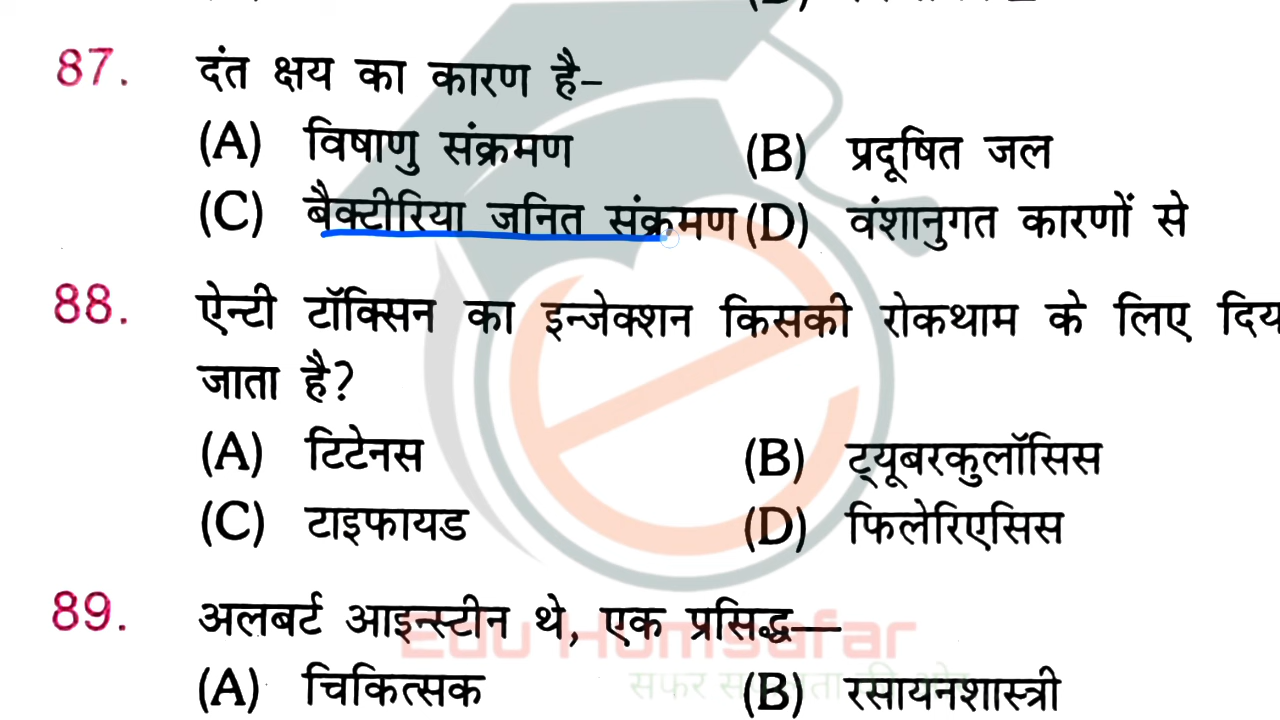 87. दंत क्षय का कारण है–
(A) विषाणु संक्रमण (B) प्रदूषित जल
(C) बैक्टीरिया जनित संक्रमण (D) वंशानुगत कारणों से
88. ऐन्टी टॉक्सिन का इन्जेक्शन किसकी रोकथाम के लिए दिय
जाता है?
(A) टिटेनस (B) ट्यूबरकुलॉसिस
(C) टाइफायड (D) फिलेरिएसिस
89. अलबर्ट आइन्स्टीन थे, एक प्रसिद्ध—
Edu Humsafar
(A) चिकित्सक (B) रसायनशास्त्री